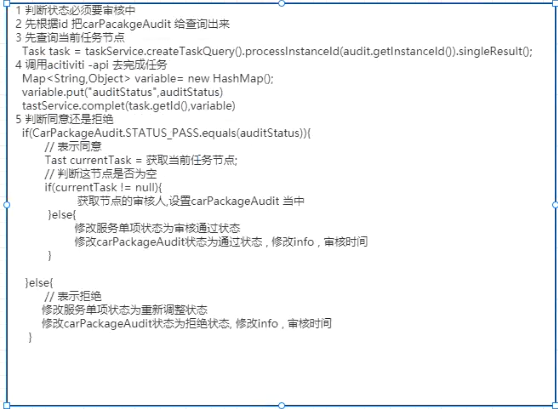 1 判断状态必须要审核中
2 先根据id 把carPacakgeAudit 给查询出来
3 先查询当前任务节点
Task task = taskService.createTaskQuery().processInstanceId(audit.getInstanceId()).singleResult();
4 调用acitiviti -api 去完成任务
Map<String,Object> variable= new HashMap();
variable.put("auditStatus",auditStatus)
tastService.complet(task.getId(),variable)
5 判断同意还是拒绝
if(CarPackageAudit.STATUS_PASS.equals(auditStatus)){
// 表示同意
Tast currentTask = 获取当前任务节点;
// 判断这节点是否为空
if(currentTask != null){
获取节点的审核人,设置carPackageAudit 当中
}else{
修改服务单项状态为审核通过状态
修改carPackageAudit状态为通过状态 , 修改info , 审核时间
}
}else{
// 表示拒绝
修改服务单项状态为重新调整状态
修改carPackageAudit状态为拒绝状态, 修改info , 审核时间
}